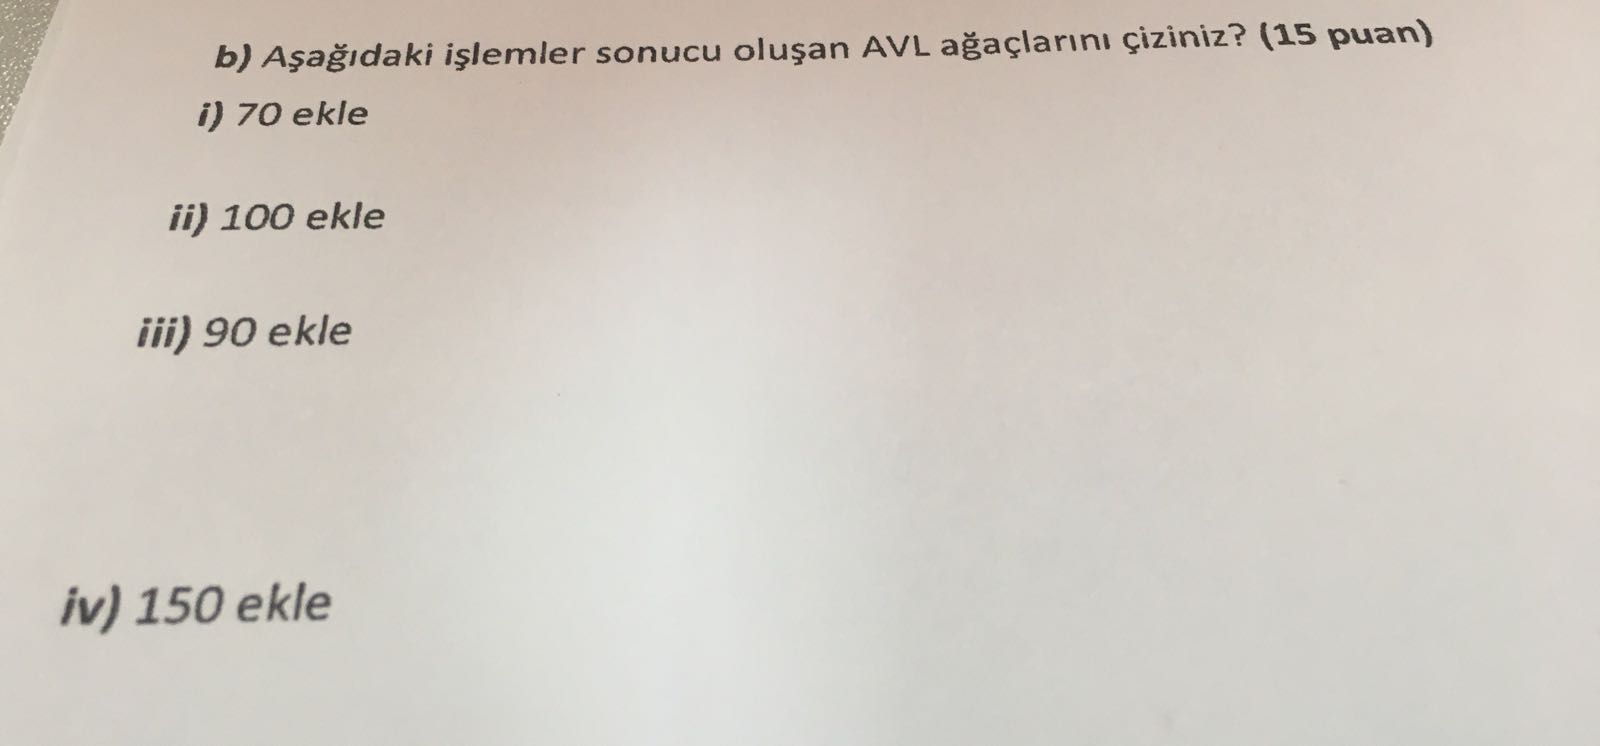 b) Aşağıdaki işlemler sonucu oluşan AVL ağaçlarını çiziniz? (15 puan)
i) 70 ekle
ii) 100 ekle
iii) 90 ekle
iv) 150 ekle